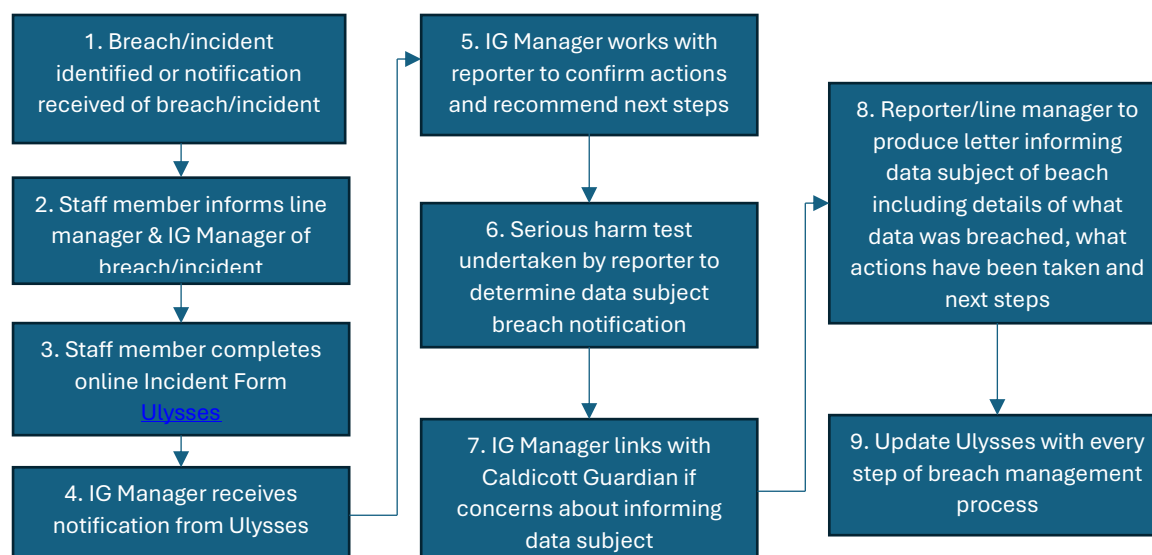 1. Breach/incident
identified or notification
received of breach/incident
2. Staff member informs line
manager & IG Manager of
breach/incident
3. Staff member completes
online Incident Form
Ulysses
4. IG Manager receives
notification from Ulysses
5. IG Manager works with
reporter to confirm actions
and recommend next steps
6. Serious harm test
undertaken by reporter to
determine data subject
breach notification
7. IG Manager links with
Caldicott Guardian if
concerns about informing
data subject
8. Reporter/line manager to
produce letter informing
data subject of beach
including details of what
data was breached, what
actions have been taken and
next steps
9. Update Ulysses with every
step of breach management
process